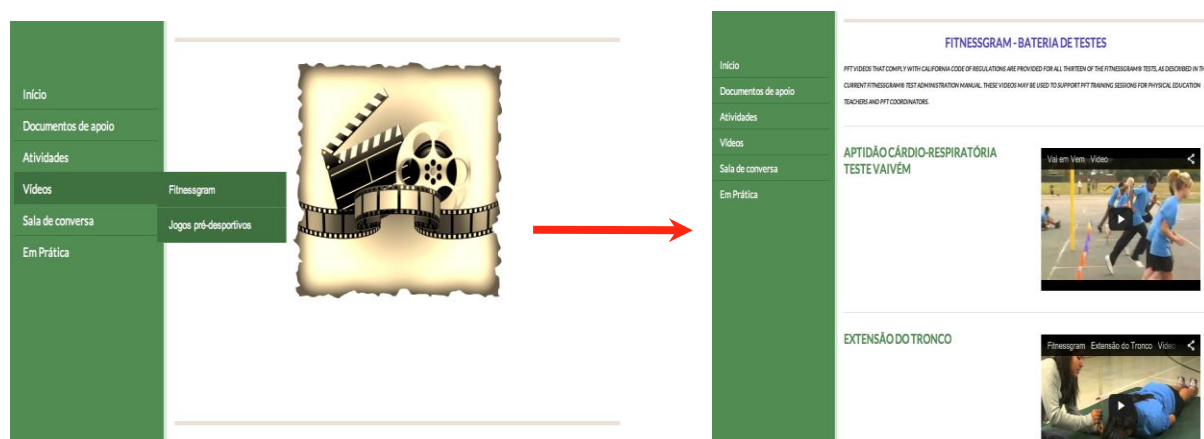 Início
Documentos de apoio
Atividades
Vídeos
Sala de conversa
Em Prática
Fitnessgram
Jogos pré-desportivos
Início
Documentos de apoio
Atividades
Vídeos
Sala de conversa
Em Prática
FITNESSGRAM - BATERIA DE TESTES
PFT VIDEOS THAT COMPLY WITH CALIFORNIA CODE OF REGULATIONS ARE PROVIDED FOR ALL THIRTEEN OF THE FITNESSGRAM® TESTS, AS DESCRIBED IN TH
CURRENT FITNESSGRAM® TEST ADMINISTRATION MANUAL. THESE VIDEOS MAY BE USED TO SUPPORT PFT TRAINING SESSIONS FOR PHYSICAL EDUCATION
TEACHERS AND PFT COORDINATORS.
APTIDÃO CÁRDIO-RESPIRATÓRIA
TESTE VAIVÉM
Vai em Vem Video
EXTENSÃO DO TRONCO
Fitnessgram Extensão do Tronco Video